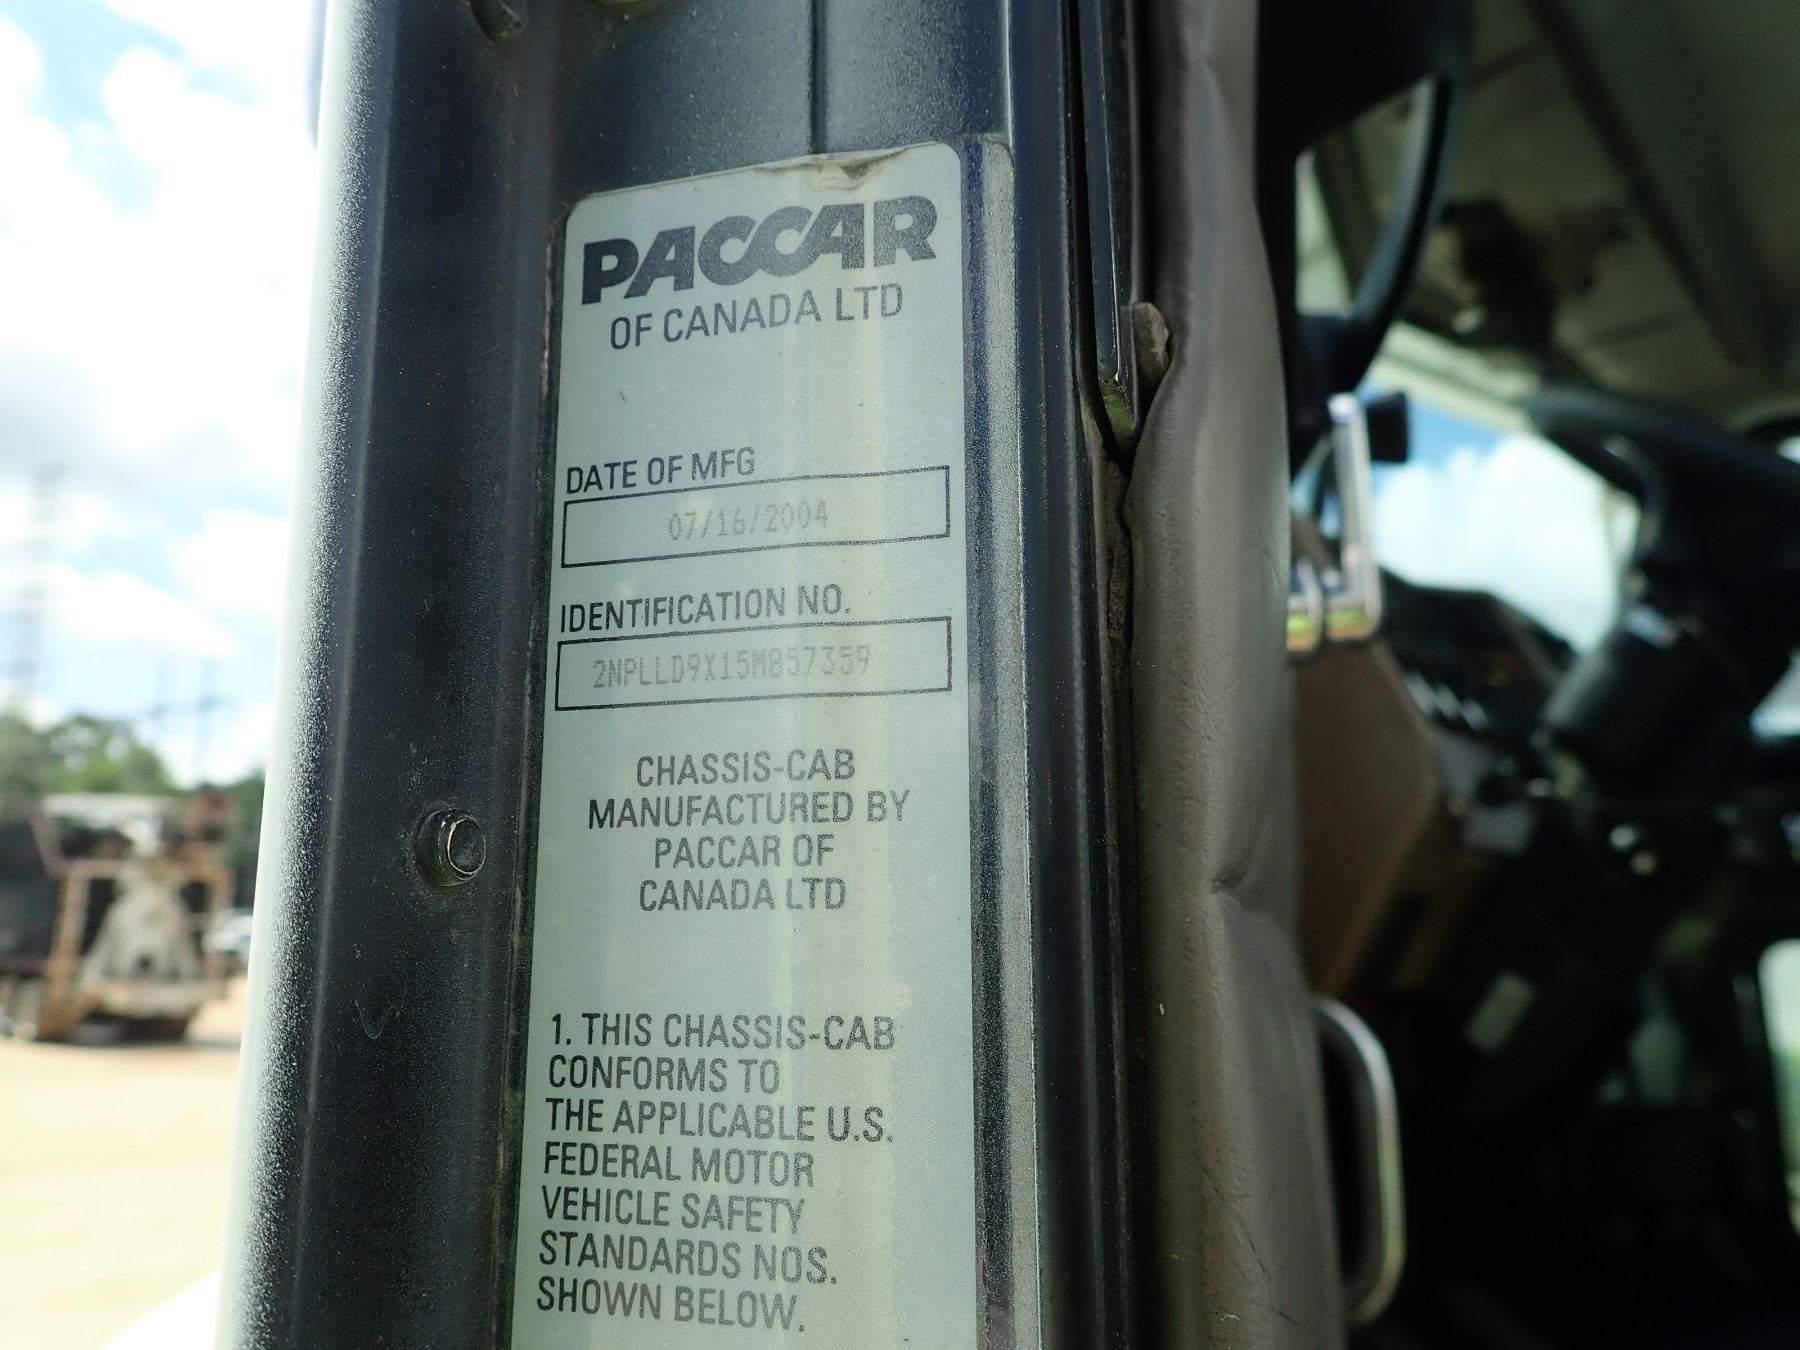 PACCAR
OF CANADA LTD
DATE OF MFG
07/16/2004
IDENTIFICATION NO.
2NPLLD9X15M857359
CHASSIS-CAB
MANUFACTURED BY
PACCAR OF
CANADA LTD
1. THIS CHASSIS-CAB
CONFORMS TO
THE APPLICABLE U.S.
FEDERAL MOTOR
VEHICLE SAFETY
STANDARDS NOS.
SHOWN BELOW.